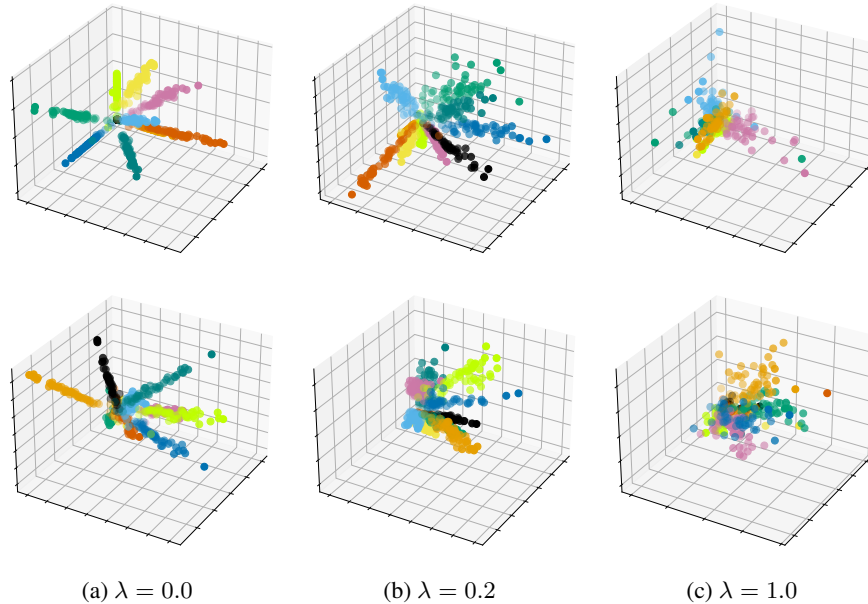 (a) λ = 0.0
(b) λ = 0.2
(c) λ = 1.0